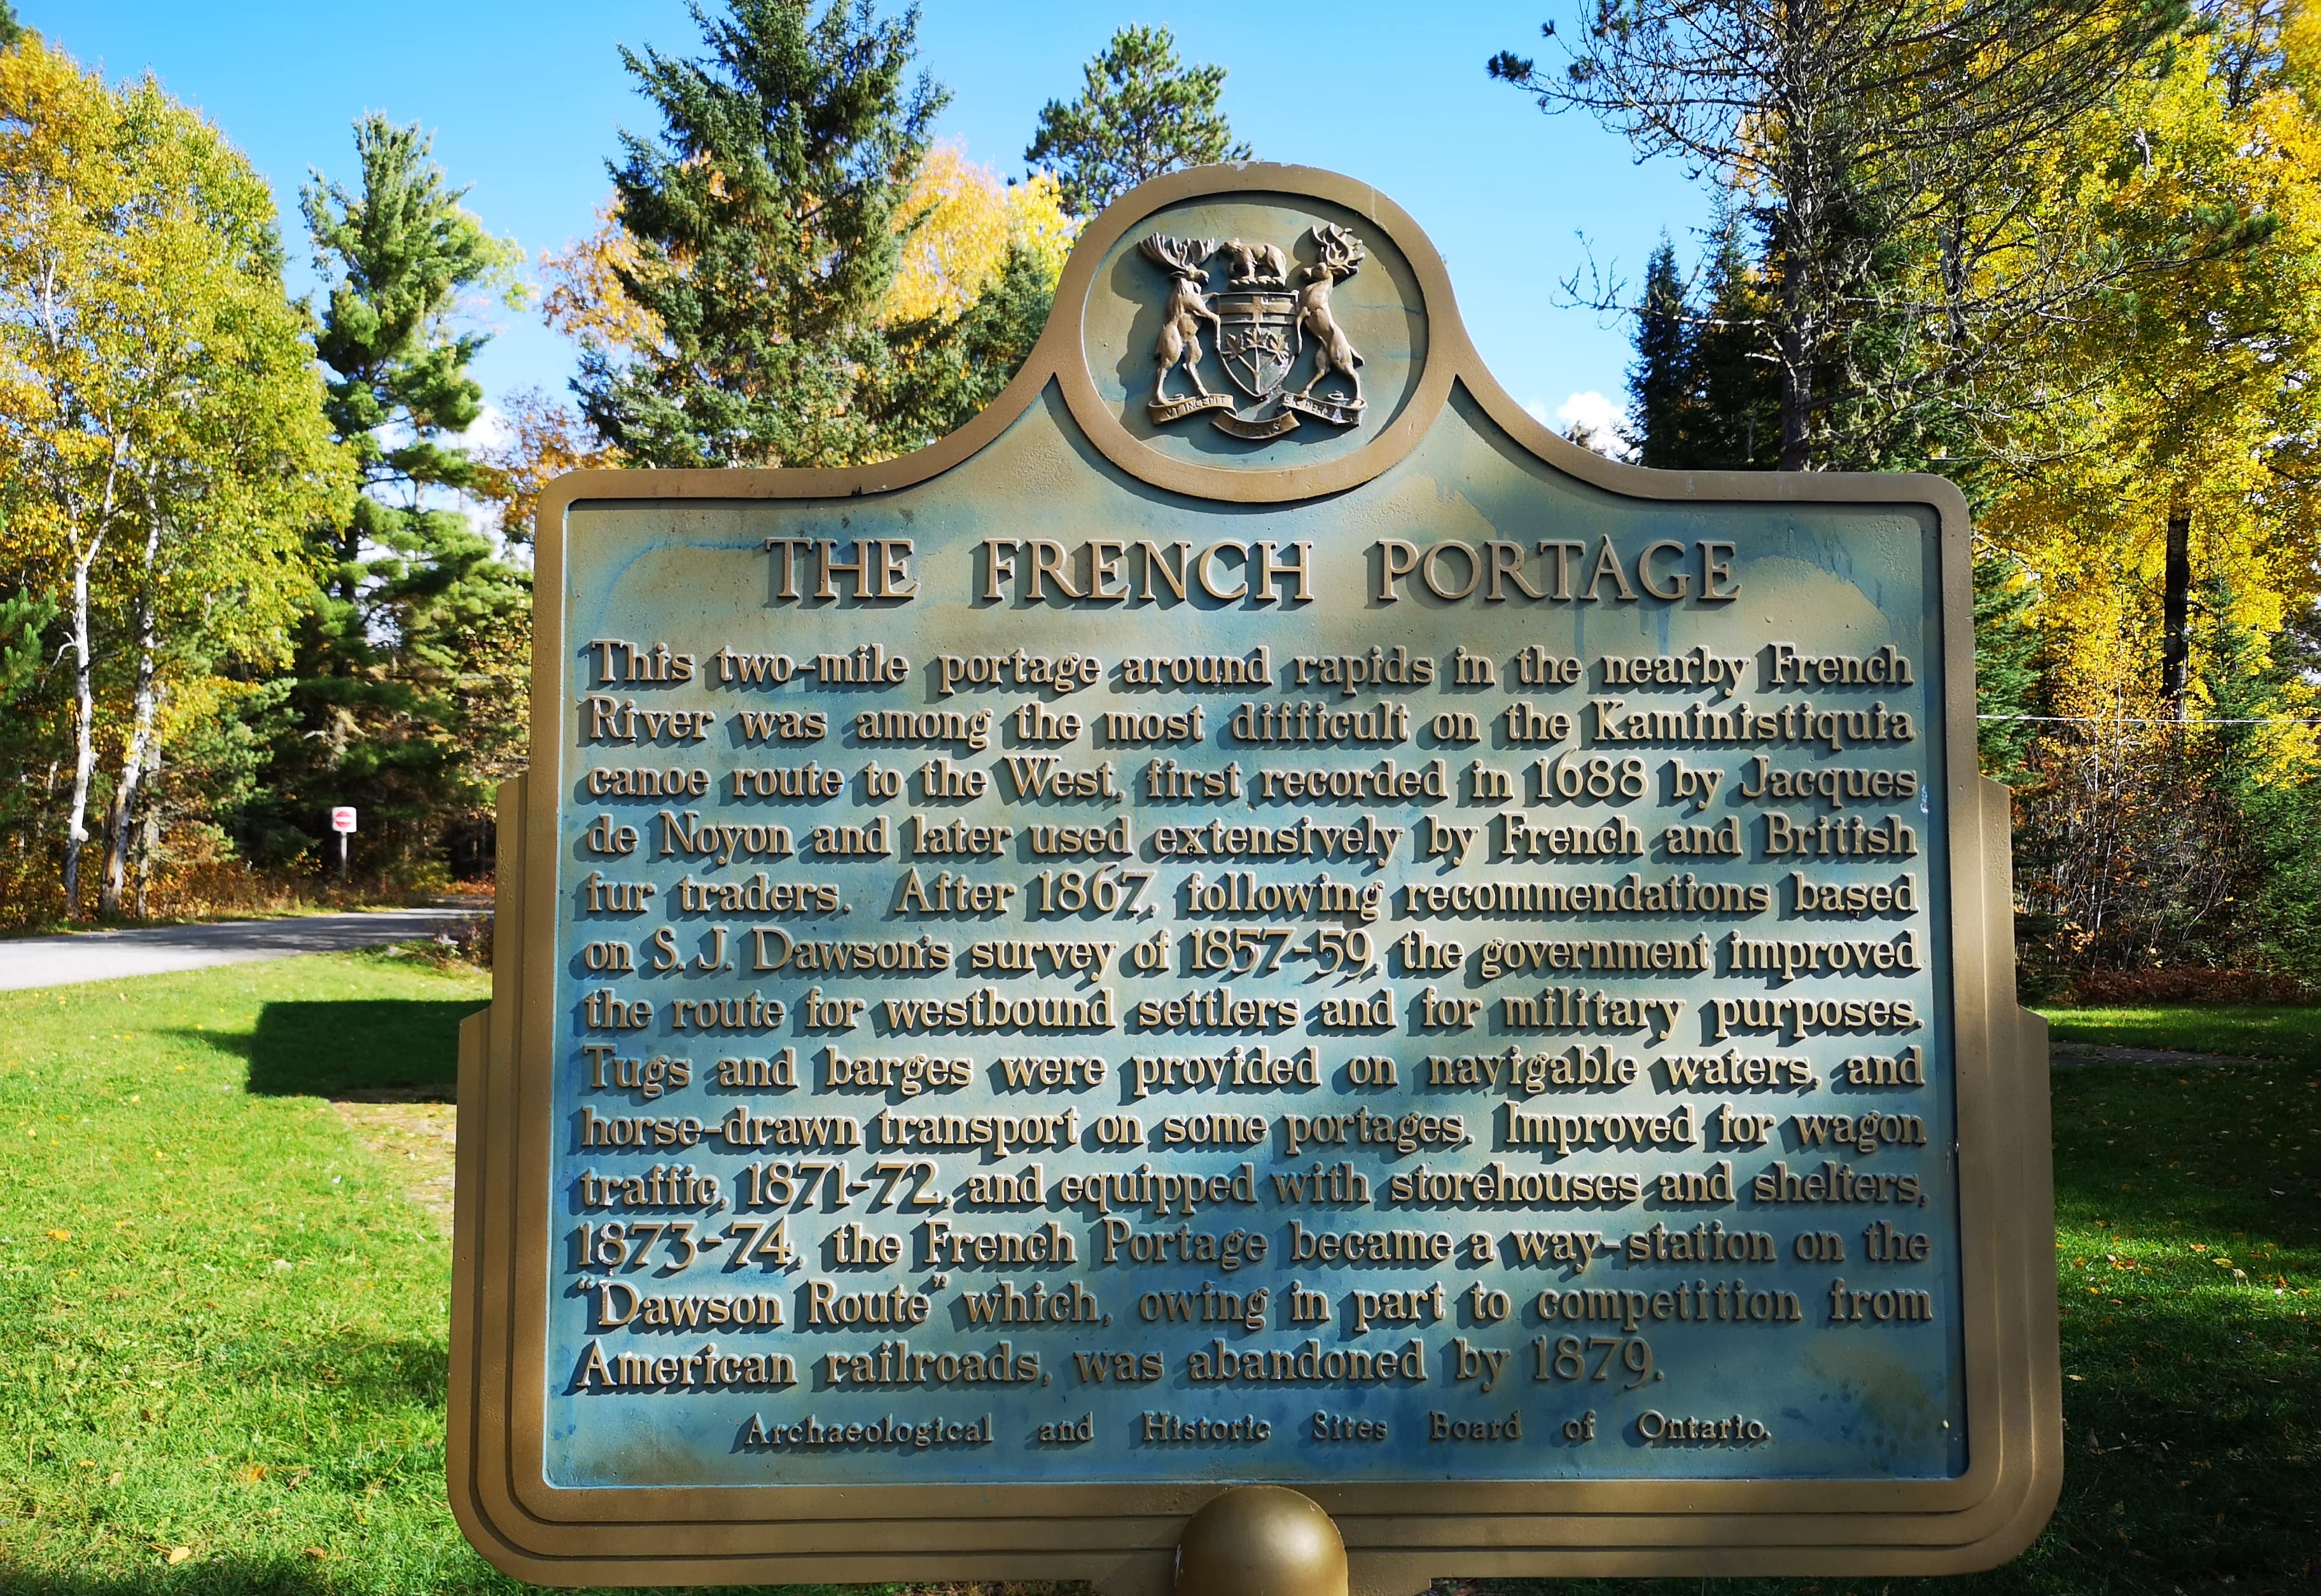 VT INCEPIT
THE FRENCH PORTAGE
This two-mile portage around rapids in the nearby French
River was among the most difficult on the Kaministiquia
canoe route to the West, first recorded in 1688 by Jacques
de Noyon and later used extensively by French and British
fur traders. After 1867, following recommendations based
on S. J. Dawson's survey of 1857-59, the government improved
the route for westbound settlers and for military purposes.
Tugs and barges were provided on navigable waters, and
horse-drawn transport on some portages. Improved for wagon
traffic, 1871-72, and equipped with storehouses and shelters,
1873-74, the French Portage became a way-station on the
"Dawson Route" which, owing in part to competition from
American railroads, was abandoned by 1879.
Archaeological and Historic Sites Board of Ontario.